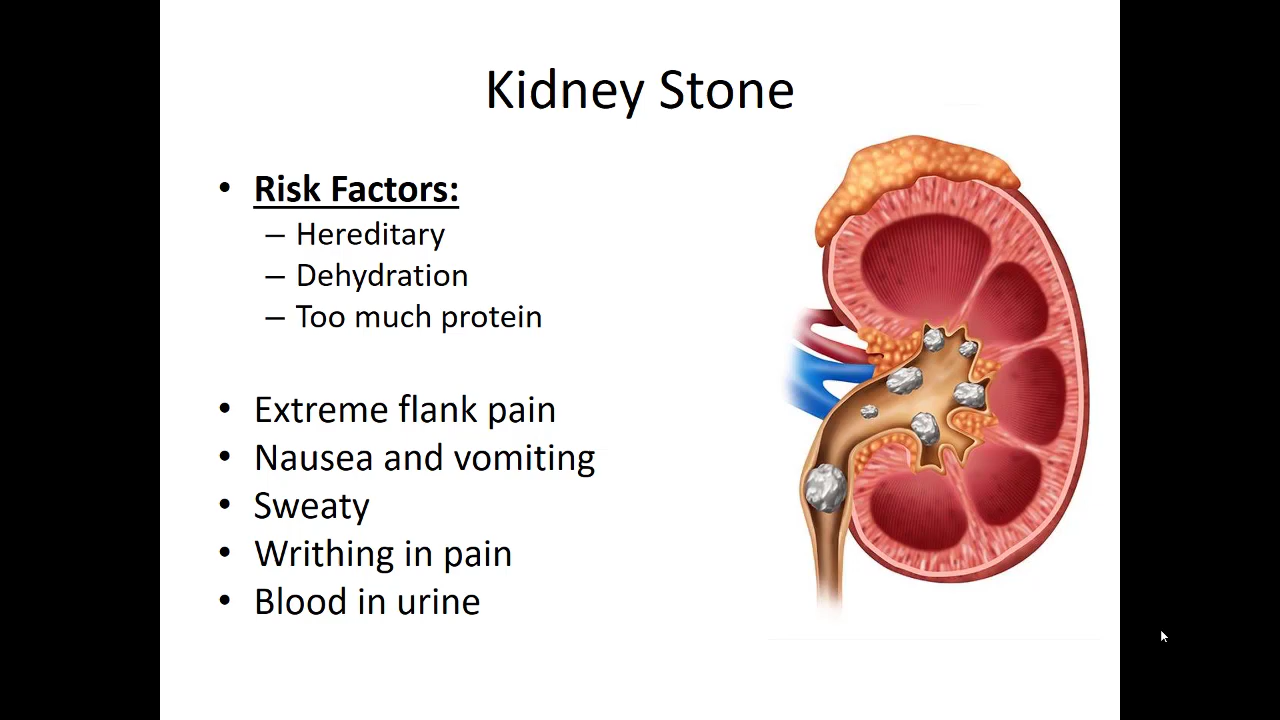 Kidney Stone
• Risk Factors:
– Hereditary
– Dehydration
– Too much protein
• Extreme flank pain
• Nausea and vomiting
• Sweaty
• Writhing in pain
• Blood in urine